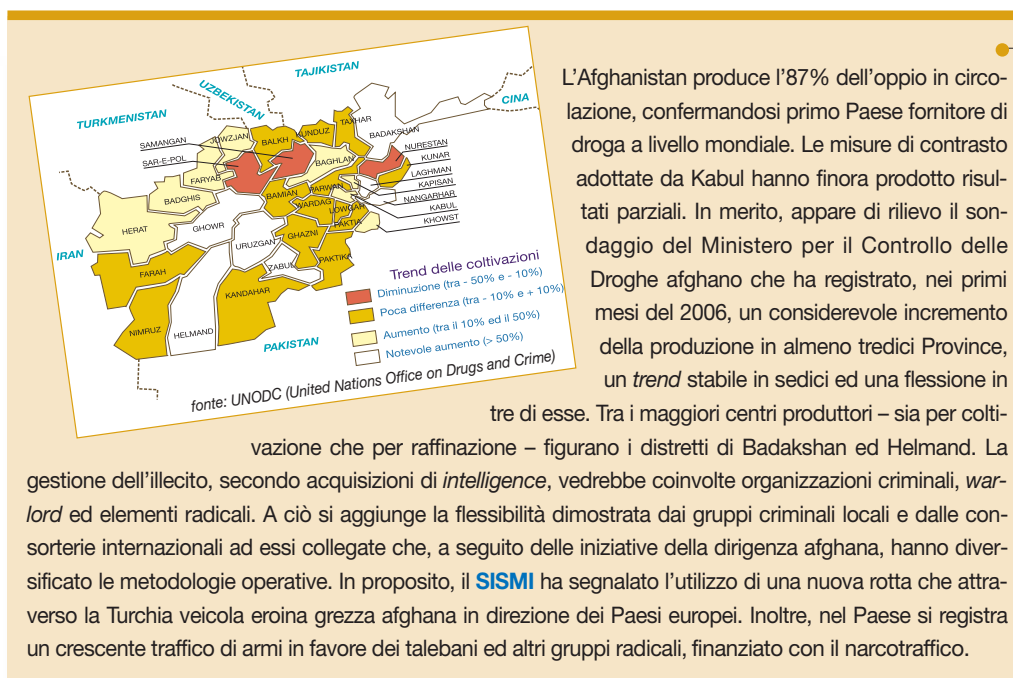 TAJIKISTAN
UZBEKISTAN
CINA
TURKMENISTAN
TAKHAR
KUNDUZ
BADAKSHAN
JOWZJAN
BALKH
SAMANGAN
NURESTAN
SAR-E-POL
BAGHLAN
KUNAR
FARYAB
LAGHMAN
PARWAN
KAPISAN
BADGHIS
BAMIAN
NANGARHAR
WARDAG
KABUL
LOWGAR
HERAT
GHOWR
KHOWST
PAKTIA
IRAN
URUZGAN
GHAZNI
FARAH
ZABUL
PAKTIKA
KANDAHAR
NIMRUZ
HELMAND
PAKISTAN
Trend delle coltivazioni
Diminuzione (tra - 50% e - 10%)
Poca differenza (tra - 10% e + 10%)
Aumento (tra il 10% ed il 50%)
Notevole aumento (> 50%)
fonte: UNODC (United Nations Office on Drugs and Crime)
L'Afghanistan produce l'87% dell'oppio in circo-
lazione, confermandosi primo Paese fornitore di
droga a livello mondiale. Le misure di contrasto
adottate da Kabul hanno finora prodotto risul-
tati parziali. In merito, appare di rilievo il son-
daggio del Ministero per il Controllo delle
Droghe afghano che ha registrato, nei primi
mesi del 2006, un considerevole incremento
della produzione in almeno tredici Province,
un trend stabile in sedici ed una flessione in
tre di esse. Tra i maggiori centri produttori – sia per colti-
vazione che per raffinazione – figurano i distretti di Badakshan ed Helmand. La
gestione dell'illecito, secondo acquisizioni di intelligence, vedrebbe coinvolte organizzazioni criminali, war-
lord ed elementi radicali. A ciò si aggiunge la flessibilità dimostrata dai gruppi criminali locali e dalle con-
sorterie internazionali ad essi collegate che, a seguito delle iniziative della dirigenza afghana, hanno diver-
sificato le metodologie operative. In proposito, il SISMI ha segnalato l'utilizzo di una nuova rotta che attra-
verso la Turchia veicola eroina grezza afghana in direzione dei Paesi europei. Inoltre, nel Paese si registra
un crescente traffico di armi in favore dei talebani ed altri gruppi radicali, finanziato con il narcotraffico.